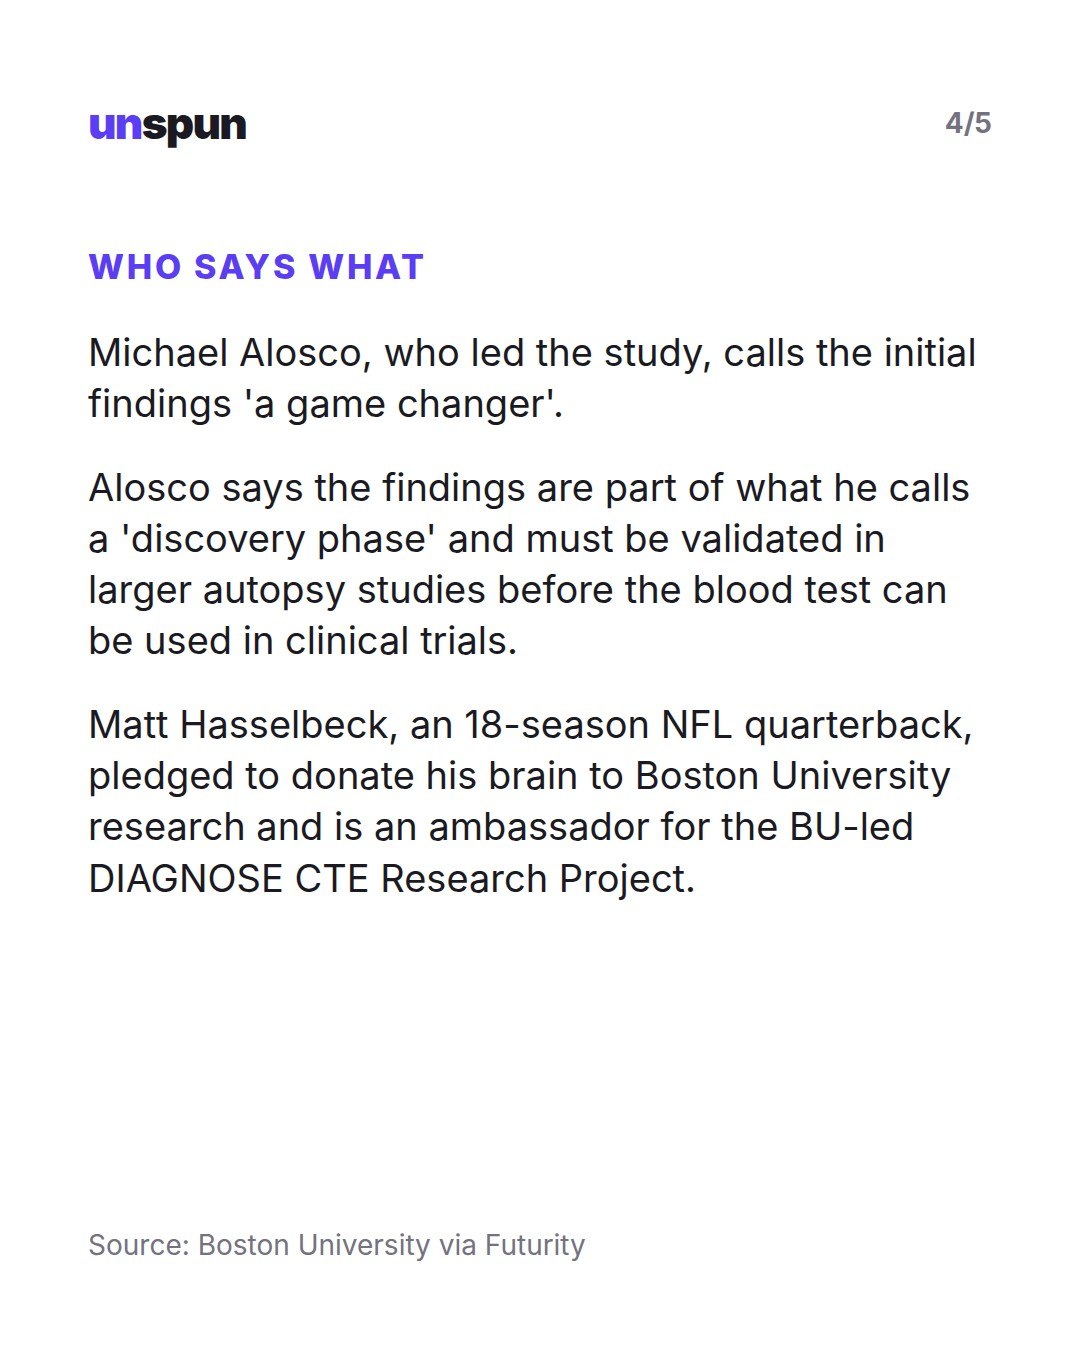 unspun
4/5
WHO SAYS WHAT
Michael Alosco, who led the study, calls the initial
findings 'a game changer'.
Alosco says the findings are part of what he calls
a 'discovery phase' and must be validated in
larger autopsy studies before the blood test can
be used in clinical trials.
Matt Hasselbeck, an 18-season NFL quarterback,
pledged to donate his brain to Boston University
research and is an ambassador for the BU-led
DIAGNOSE CTE Research Project.
Source: Boston University via Futurity